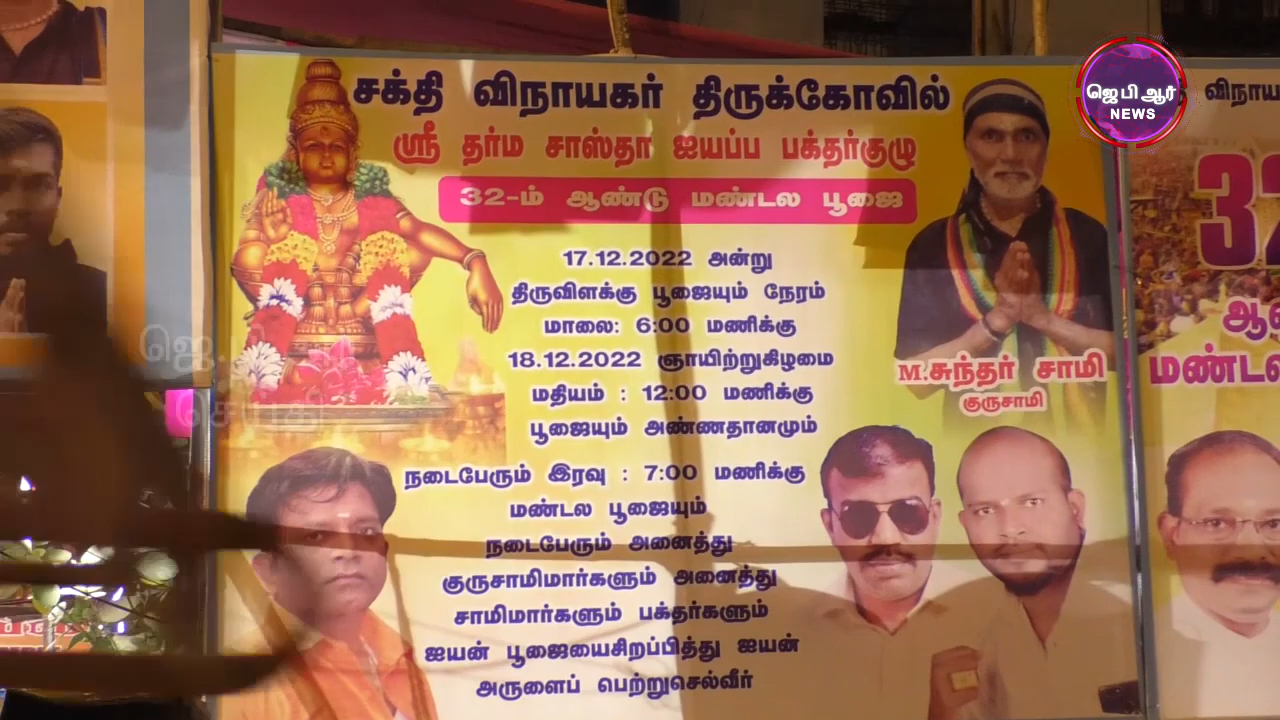 சக்தி விநாயகர் திருக்கோவில்
ஸ்ரீ தர்ம சாஸ்தா ஐயப்ப பக்தர்குழு
32-ம் ஆண்டு மண்டல பூஜை
17.12.2022 அன்று
திருவிளக்கு பூஜையும் நேரம்
மாலை: 6:00 மணிக்கு
18.12.2022 ஞாயிற்றுகிழமை
மதியம் : 12:00 மணிக்கு
பூஜையும் அண்ணதானமும்
நடைபேரும் இரவு : 7:00 மணிக்கு
மண்டல பூஜையும்
நடைபேரும் அனைத்து
குருசாமிமார்களும் அனைத்து
சாமிமார்களும் பக்தர்களும்
ஐயன் பூஜையைசிறப்பித்து ஐயன்
அருளைப் பெற்றுசெல்வீர்
M.சுந்தர் சாமி
குருசாமி
ஜெ பி ஆர்
NEWS
விநாய
32
மண்டல